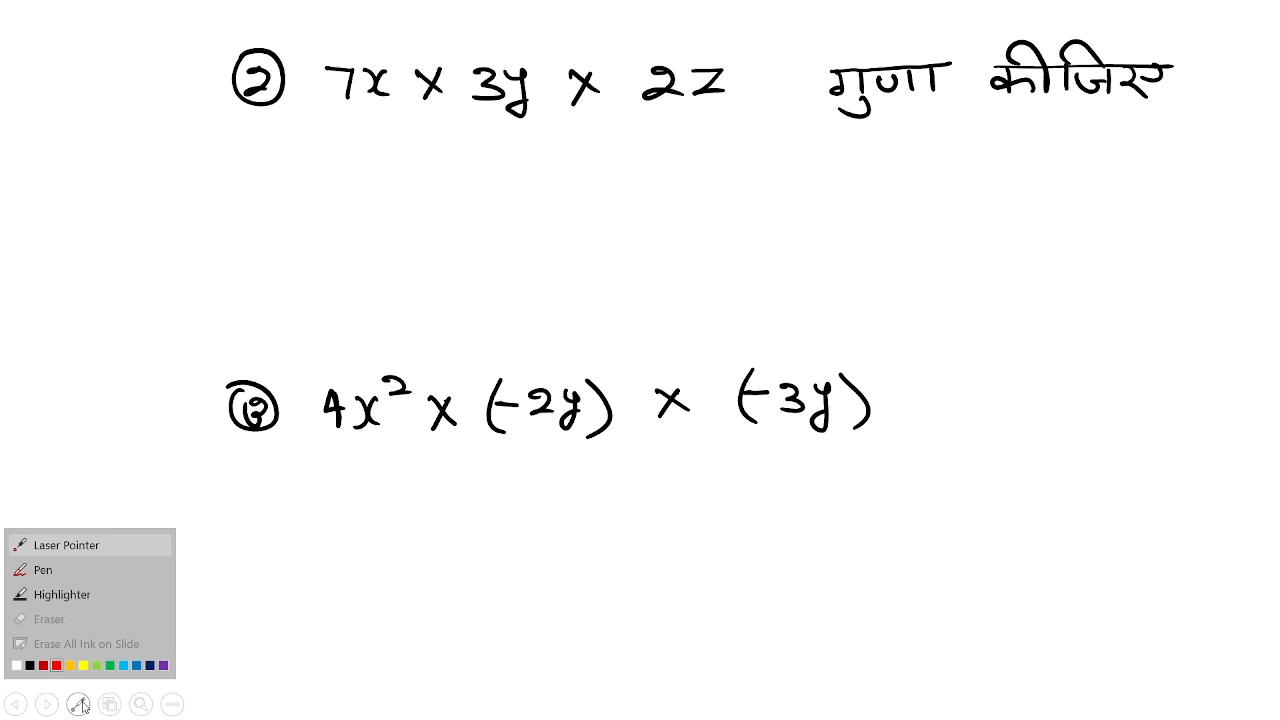 ② 7x × 3y × 2z गुणा कीजिए
③ 4x² × (-2y) × (-3y)
Laser Pointer
Pen
Highlighter
Eraser
Erase All Ink on Slide